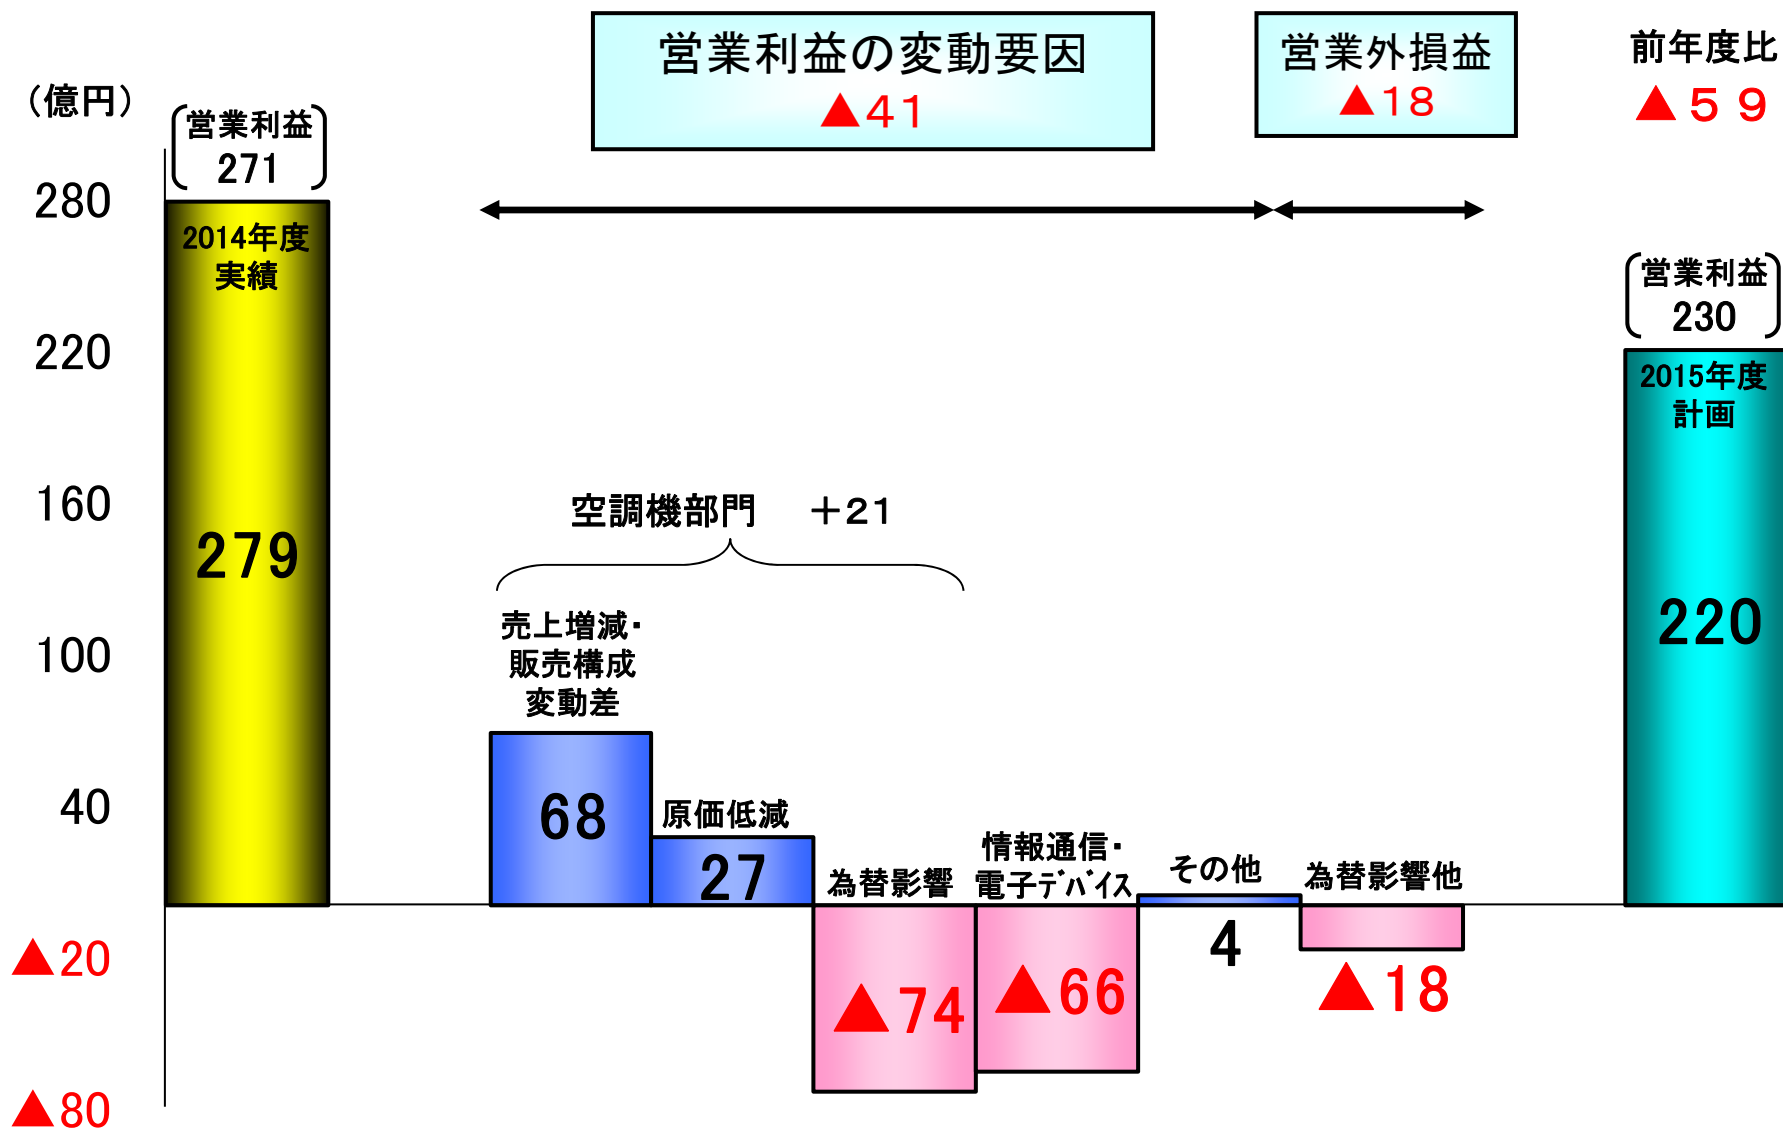 営業利益の変動要因
▲41
営業外損益
▲18
前年度比
▲５９
（億円）
営業利益
271
280
220
160
100
40
▲20
▲80
2014年度
実績
279
空調機部門　＋21
売上増減・
販売構成
変動差
68
原価低減
27
為替影響
▲74
情報通信・
電子ﾃﾞﾊﾞｲｽ
▲66
その他
4
為替影響他
▲18
営業利益
230
2015年度
計画
220